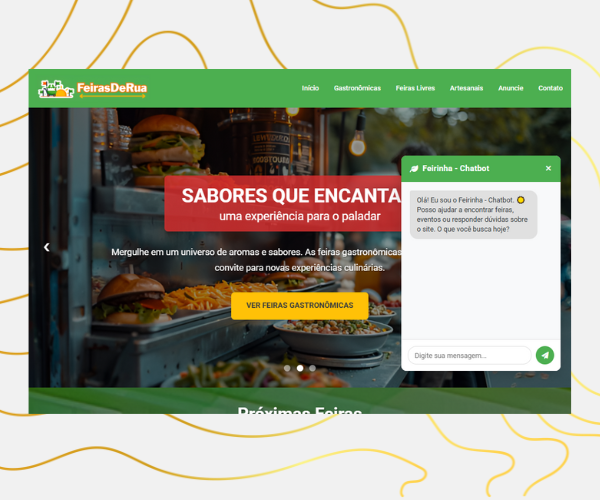 FeirasDeRua
Início Gastronômicas Feiras Livres Artesanais Anuncie Contato
SABORES QUE ENCANTA
uma experiência para o paladar
Mergulhe em um universo de aromas e sabores. As feiras gastronômicas
convite para novas experiências culinárias.
VER FEIRAS GASTRONÔMICAS
Feirinha - Chatbot
Olá! Eu sou o Feirinha - Chatbot.
Posso ajudar a encontrar feiras,
eventos ou responder dúvidas sobre
o site. O que você busca hoje?
Digite sua mensagem...
Próximas Feiras